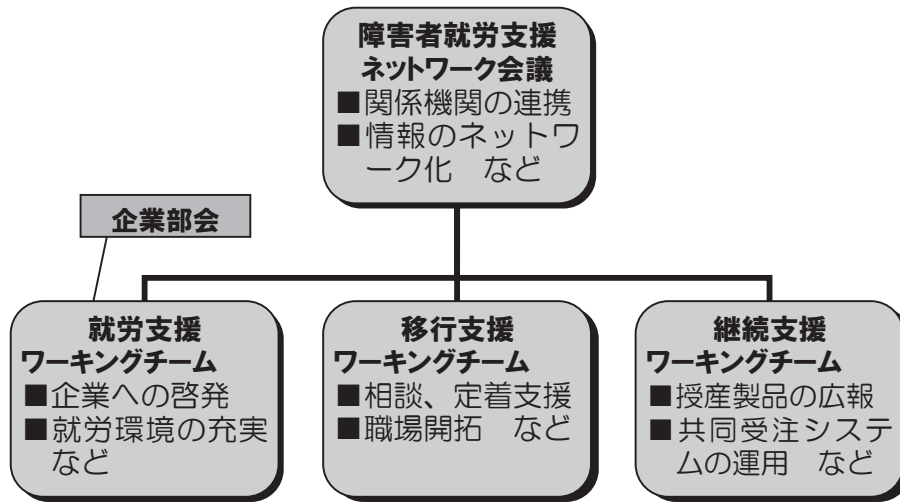 障害者就労支援
ネットワーク会議
■関係機関の連携
■情報のネットワ
ーク化　など
企業部会
就労支援
ワーキングチーム
■企業への啓発
■就労環境の充実
など
移行支援
ワーキングチーム
■相談、定着支援
■職場開拓　など
継続支援
ワーキングチーム
■授産製品の広報
■共同受注システ
ムの運用　など